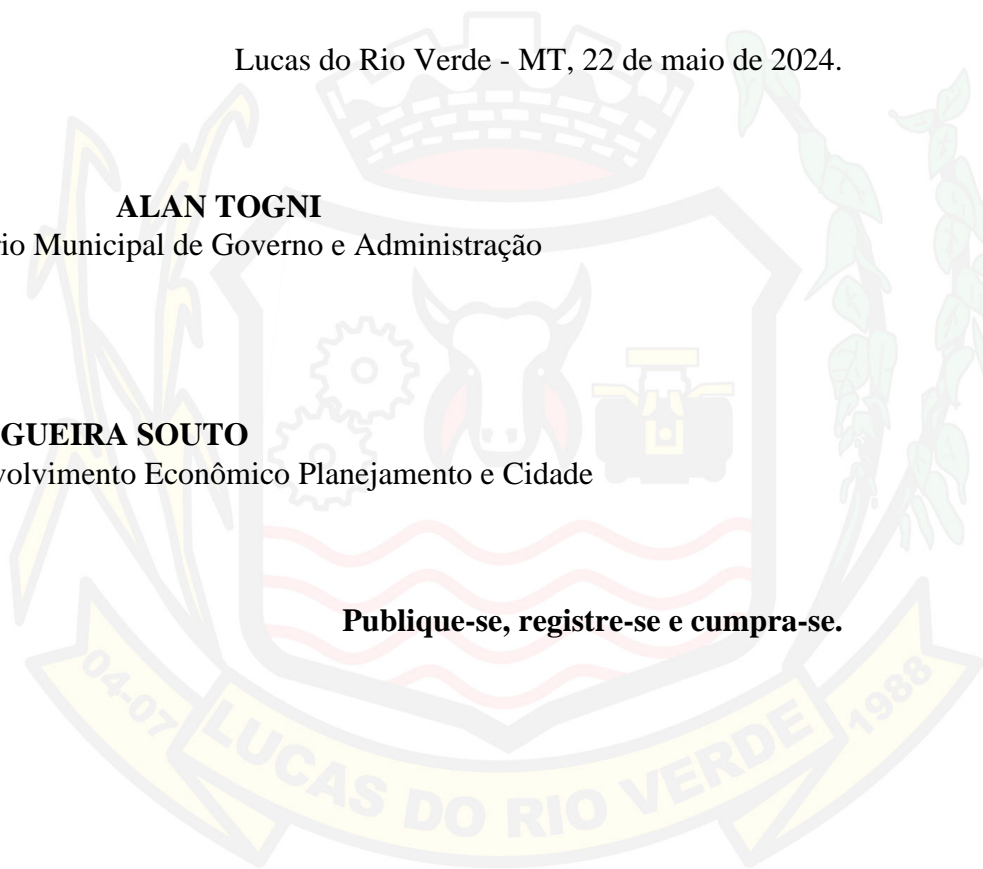 Lucas do Rio Verde - MT, 22 de maio de 2024.
ALAN TOGNI
rio Municipal de Governo e Administração
GUEIRA SOUTO
volvimento Econômico Planejamento e Cidade
Publique-se, registre-se e cumpra-se.
04-07 LUCAS DO RIO VERDE 1988